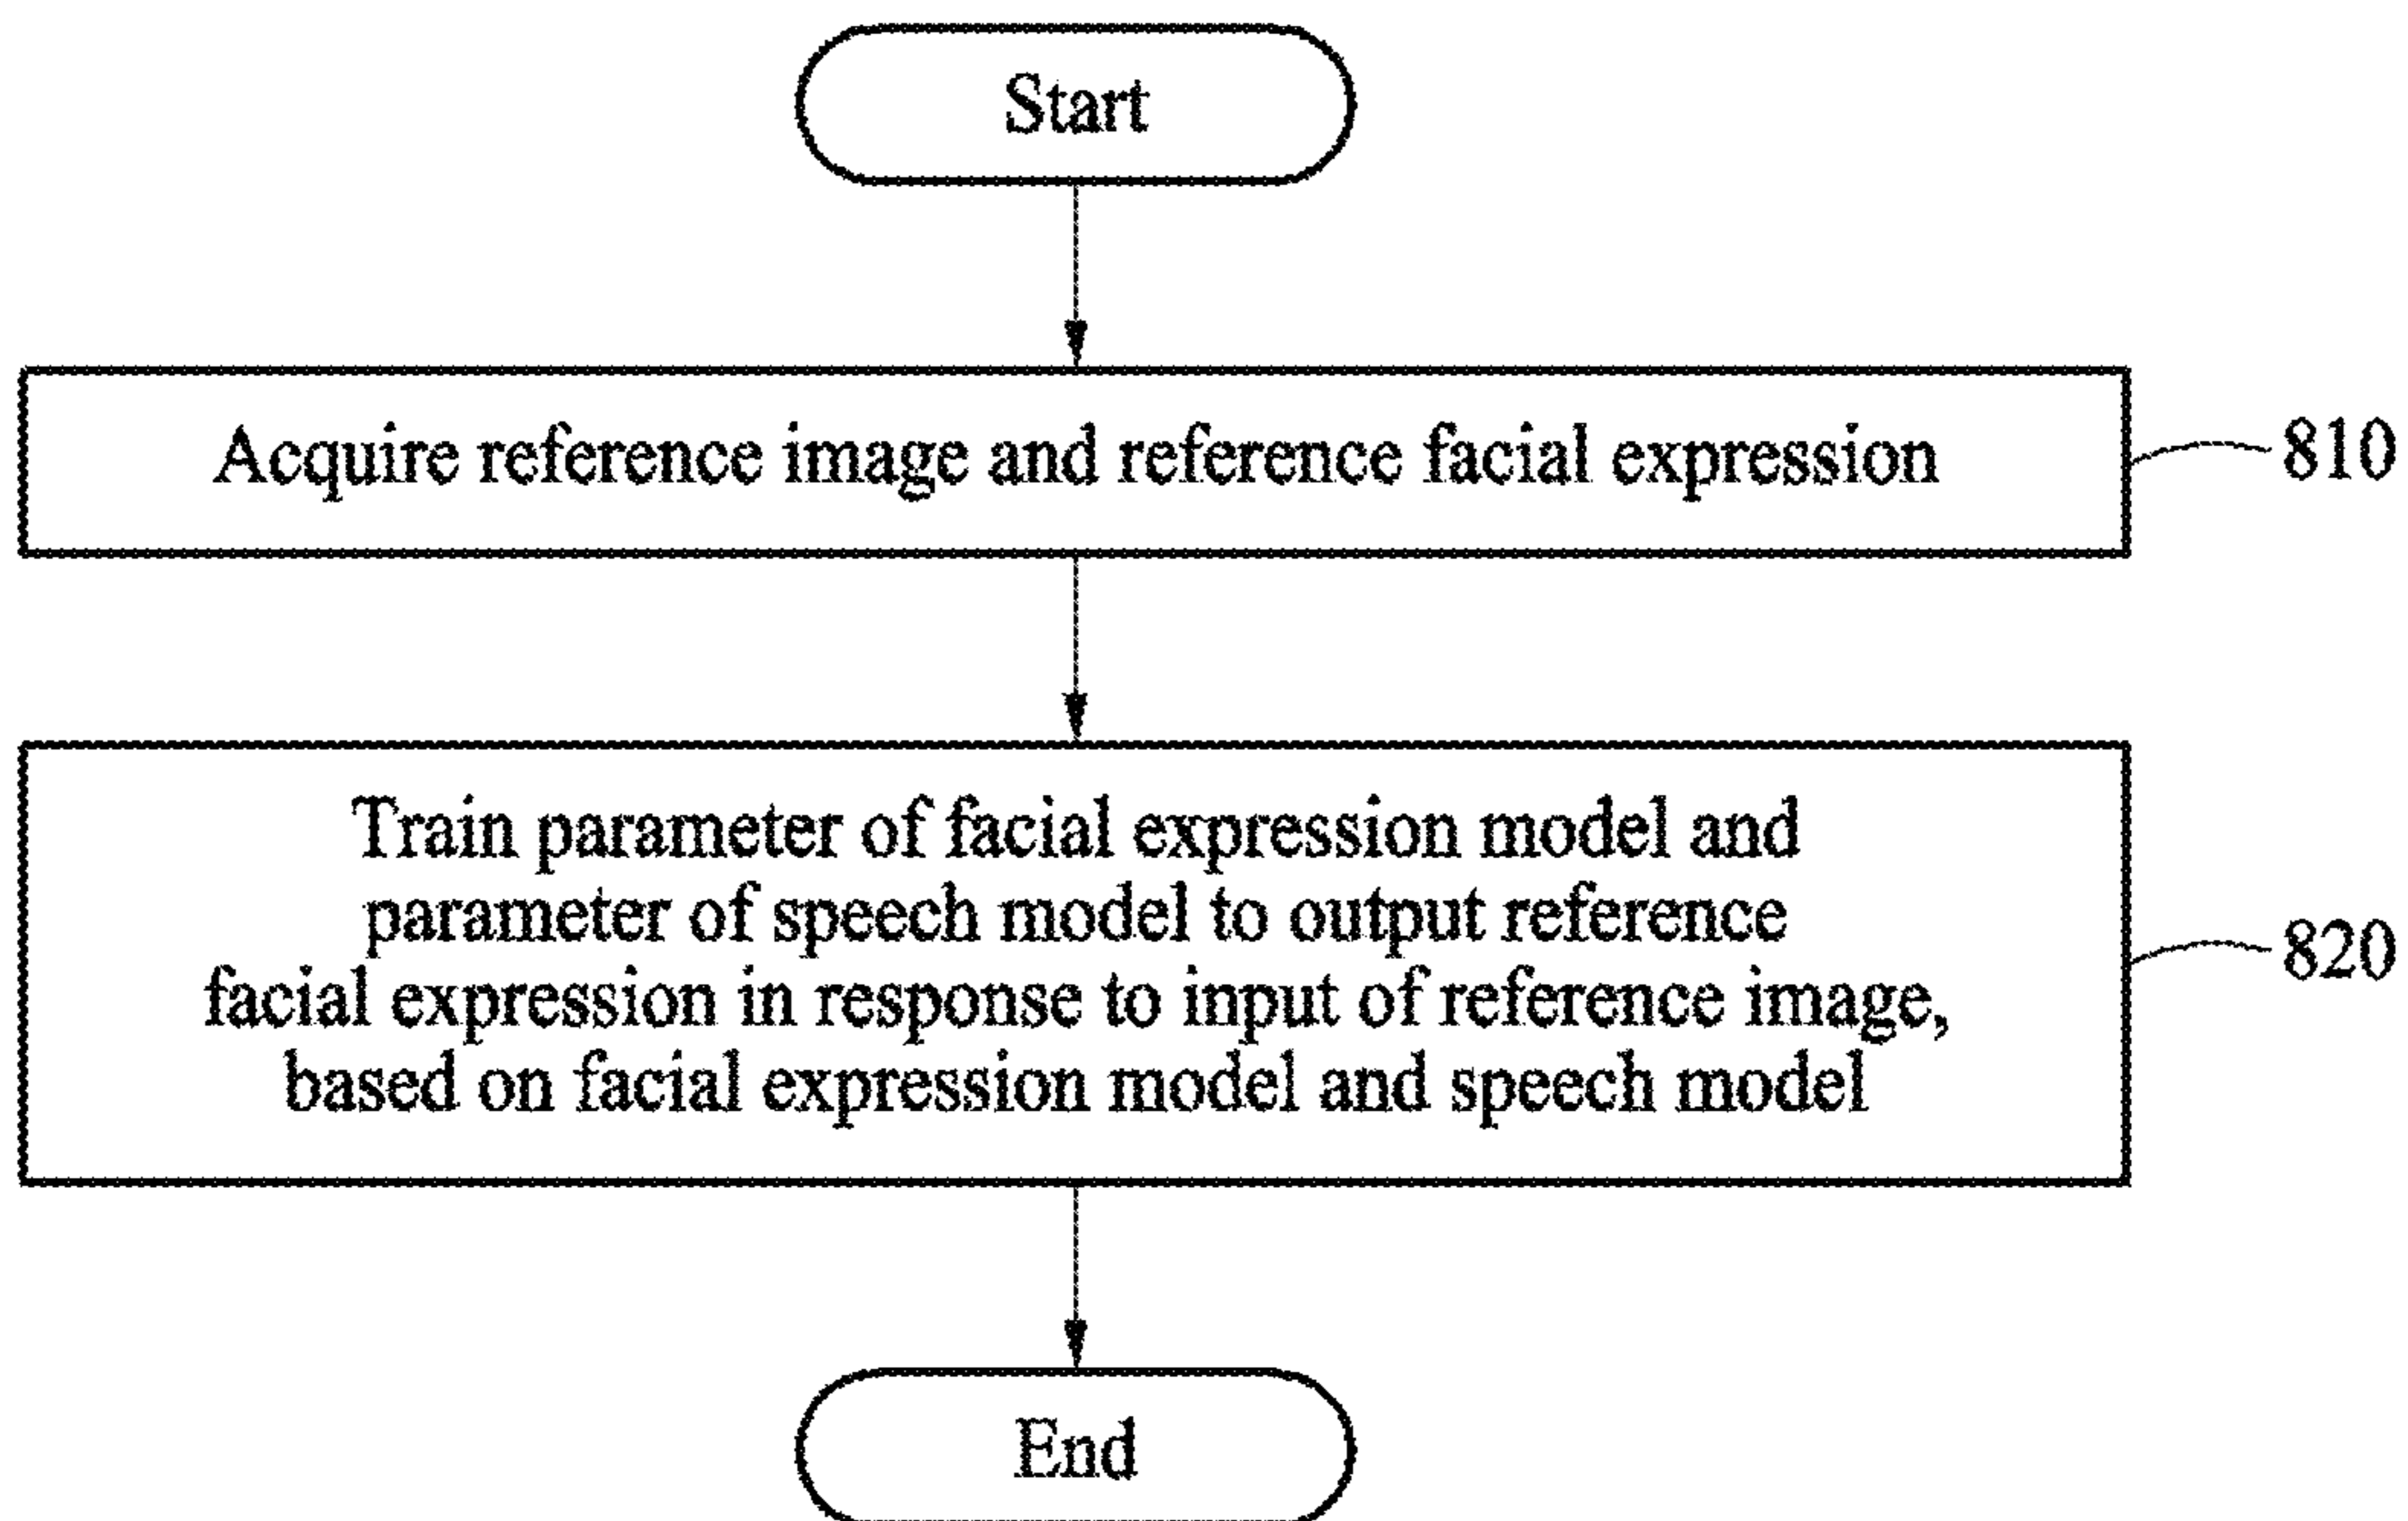 Start
Acquire reference image and reference facial expression
810
Train parameter of facial expression model and
parameter of speech model to output reference
facial expression in response to input of reference image,
based on facial expression model and speech model
820
End